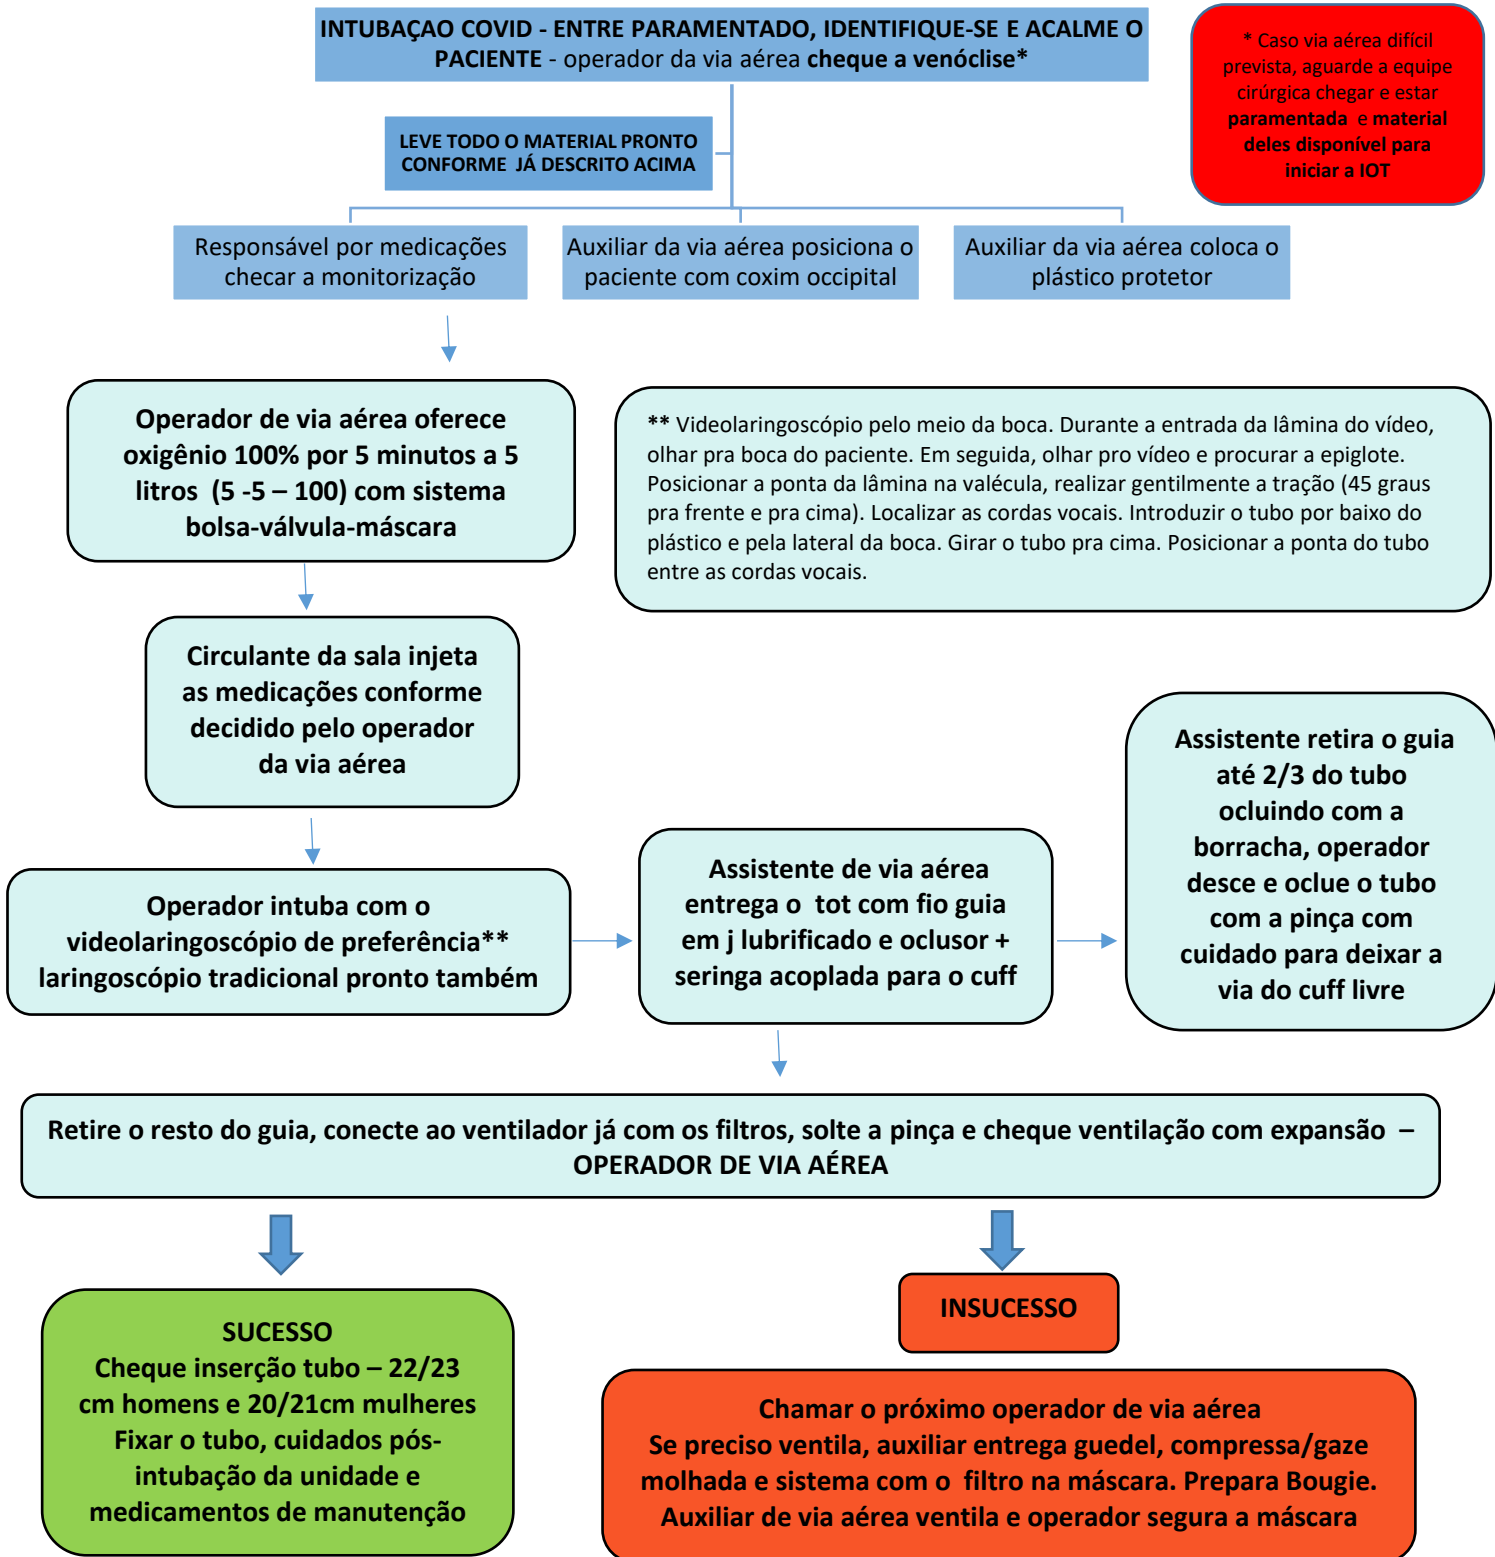 INTUBAÇAO COVID - ENTRE PARAMENTADO, IDENTIFIQUE-SE E ACALME O
PACIENTE - operador da via aérea cheque a venóclise*
* Caso via aérea difícil
prevista, aguarde a equipe
cirúrgica chegar e estar
paramentada e material
deles disponível para
iniciar a IOT
LEVE TODO O MATERIAL PRONTO
CONFORME JÁ DESCRITO ACIMA
Responsável por medicações
checar a monitorização
Auxiliar da via aérea posiciona o
paciente com coxim occipital
Auxiliar da via aérea coloca o
plástico protetor
Operador de via aérea oferece
oxigênio 100% por 5 minutos a 5
litros (5 -5 – 100) com sistema
bolsa-válvula-máscara
** Videolaringoscópio pelo meio da boca. Durante a entrada da lâmina do vídeo,
olhar pra boca do paciente. Em seguida, olhar pro vídeo e procurar a epiglote.
Posicionar a ponta da lâmina na valécula, realizar gentilmente a tração (45 graus
pra frente e pra cima). Localizar as cordas vocais. Introduzir o tubo por baixo do
plástico e pela lateral da boca. Girar o tubo pra cima. Posicionar a ponta do tubo
entre as cordas vocais.
Circulante da sala injeta
as medicações conforme
decidido pelo operador
da via aérea
Operador intuba com o
videolaringoscópio de preferência**
laringoscópio tradicional pronto também
Assistente de via aérea
entrega o tot com fio guia
em j lubrificado e oclusor +
seringa acoplada para o cuff
Assistente retira o guia
até 2/3 do tubo
ocluindo com a
borracha, operador
desce e oclue o tubo
com a pinça com
cuidado para deixar a
via do cuff livre
Retire o resto do guia, conecte ao ventilador já com os filtros, solte a pinça e cheque ventilação com expansão –
OPERADOR DE VIA AÉREA
SUCESSO
Cheque inserção tubo – 22/23
cm homens e 20/21cm mulheres
Fixar o tubo, cuidados pós-
intubação da unidade e
medicamentos de manutenção
INSUCESSO
Chamar o próximo operador de via aérea
Se preciso ventila, auxiliar entrega guedel, compressa/gaze
molhada e sistema com o filtro na máscara. Prepara Bougie.
Auxiliar de via aérea ventila e operador segura a máscara